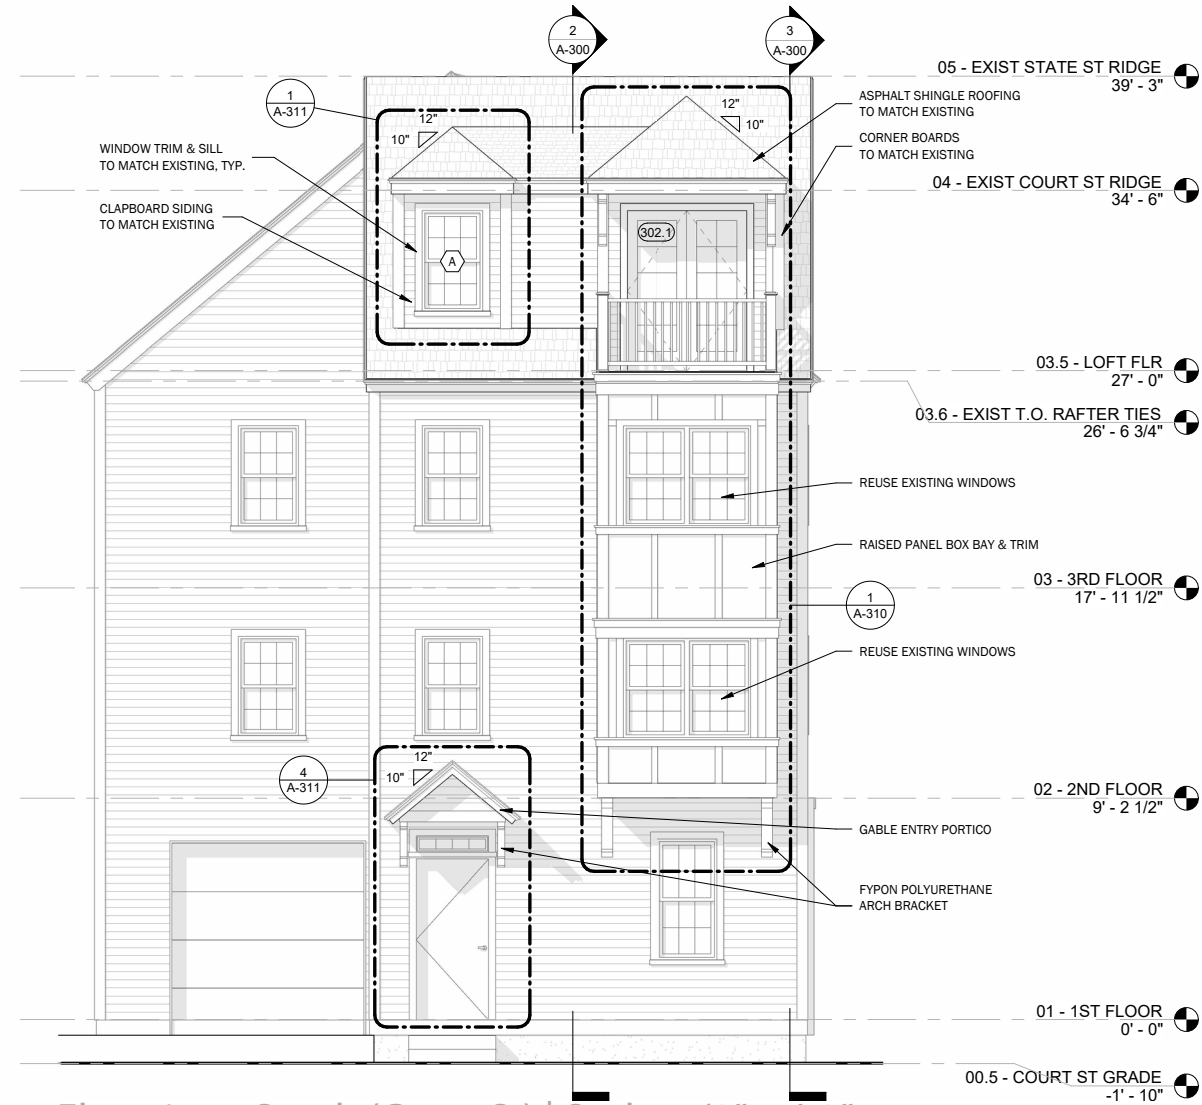 2
A-300
3
A-300
05 - EXIST STATE ST RIDGE
39' - 3"
1
A-311
12"
10"
12"
10"
ASPHALT SHINGLE ROOFING
TO MATCH EXISTING
CORNER BOARDS
TO MATCH EXISTING
WINDOW TRIM & SILL
TO MATCH EXISTING, TYP.
04 - EXIST COURT ST RIDGE
34' - 6"
CLAPBOARD SIDING
TO MATCH EXISTING
302.1
A
03.5 - LOFT FLR
27' - 0"
03.6 - EXIST T.O. RAFTER TIES
26' - 6 3/4"
REUSE EXISTING WINDOWS
RAISED PANEL BOX BAY & TRIM
03 - 3RD FLOOR
17' - 11 1/2"
1
A-310
REUSE EXISTING WINDOWS
12"
10"
4
A-311
02 - 2ND FLOOR
9' - 2 1/2"
GABLE ENTRY PORTICO
FYPON POLYURETHANE
ARCH BRACKET
01 - 1ST FLOOR
0' - 0"
00.5 - COURT ST GRADE
-1' - 10"